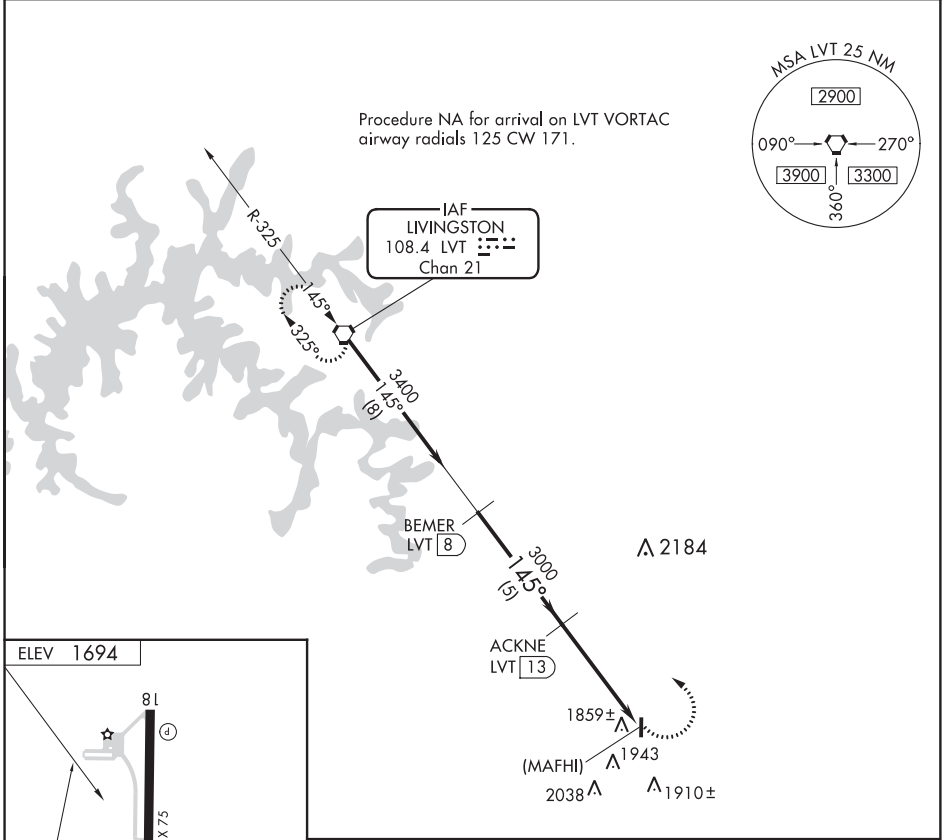 MSA LVT 25 NM
2900
090°
270°
3900
3300
360°
Procedure NA for arrival on LVT VORTAC
airway radials 125 CW 171.
R-325
IAF
LIVINGSTON
108.4 LVT
Chan 21
145°
325°
3400
145°
(8)
BEMER
LVT 8
3000
145°
(5)
2184
ACKNE
LVT 13
1859±
(MAFHI)
1943
2038
1910±
ELEV 1694
18
P
X 75